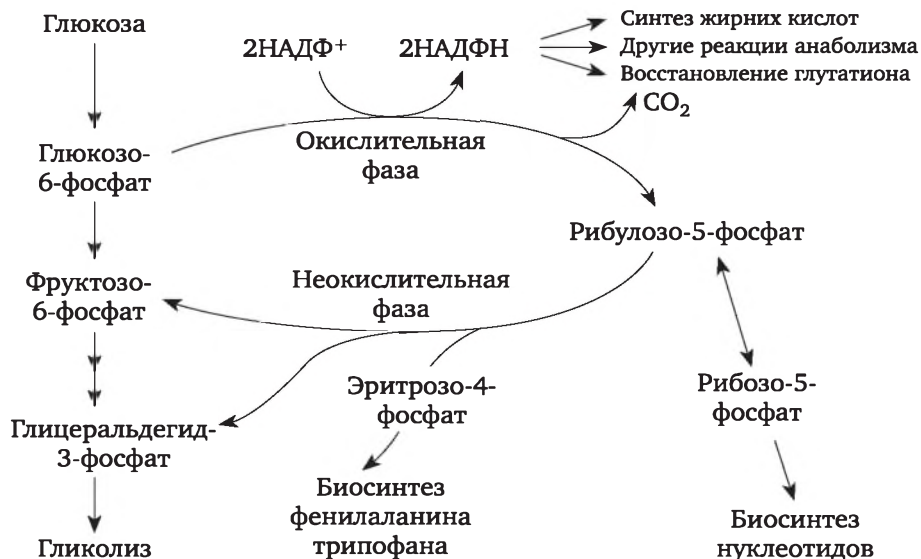 Глюкоза
2НАДФ+ 2НАДФН
Синтез жирних кислот
Другие реакции анаболизма
Восстановление глутатиона
CO2
Глюкозо-
6-фосфат
Окислительная
фаза
Рибулозо-5-фосфат
Фруктозо-
6-фосфат
Неокислительная
фаза
Эритрозо-4-
фосфат
Рибозо-5-
фосфат
Глицеральдегид-
3-фосфат
Биосинтез
фенилаланина
трипофана
Гликолиз
Биосинтез
нуклеотидов